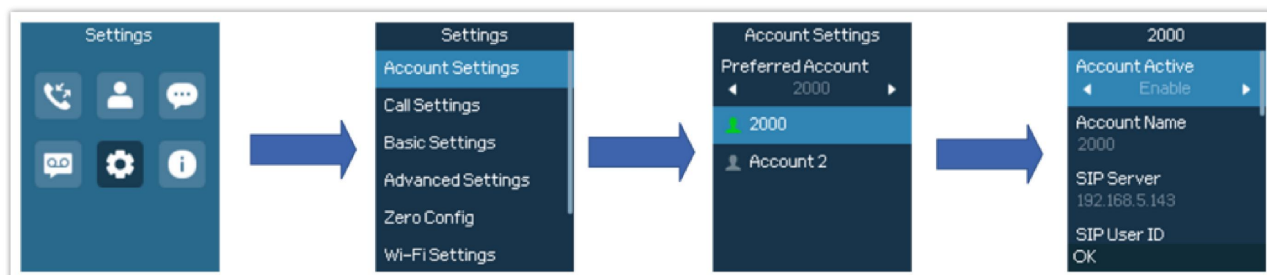 Settings
Settings
Account Settings
Call Settings
Basic Settings
Advanced Settings
Zero Config
Wi-Fi Settings
Account Settings
Preferred Account
2000
2000
Account 2
2000
Account Active
Enable
Account Name
2000
SIP Server
192.168.5.143
SIP User ID
OK